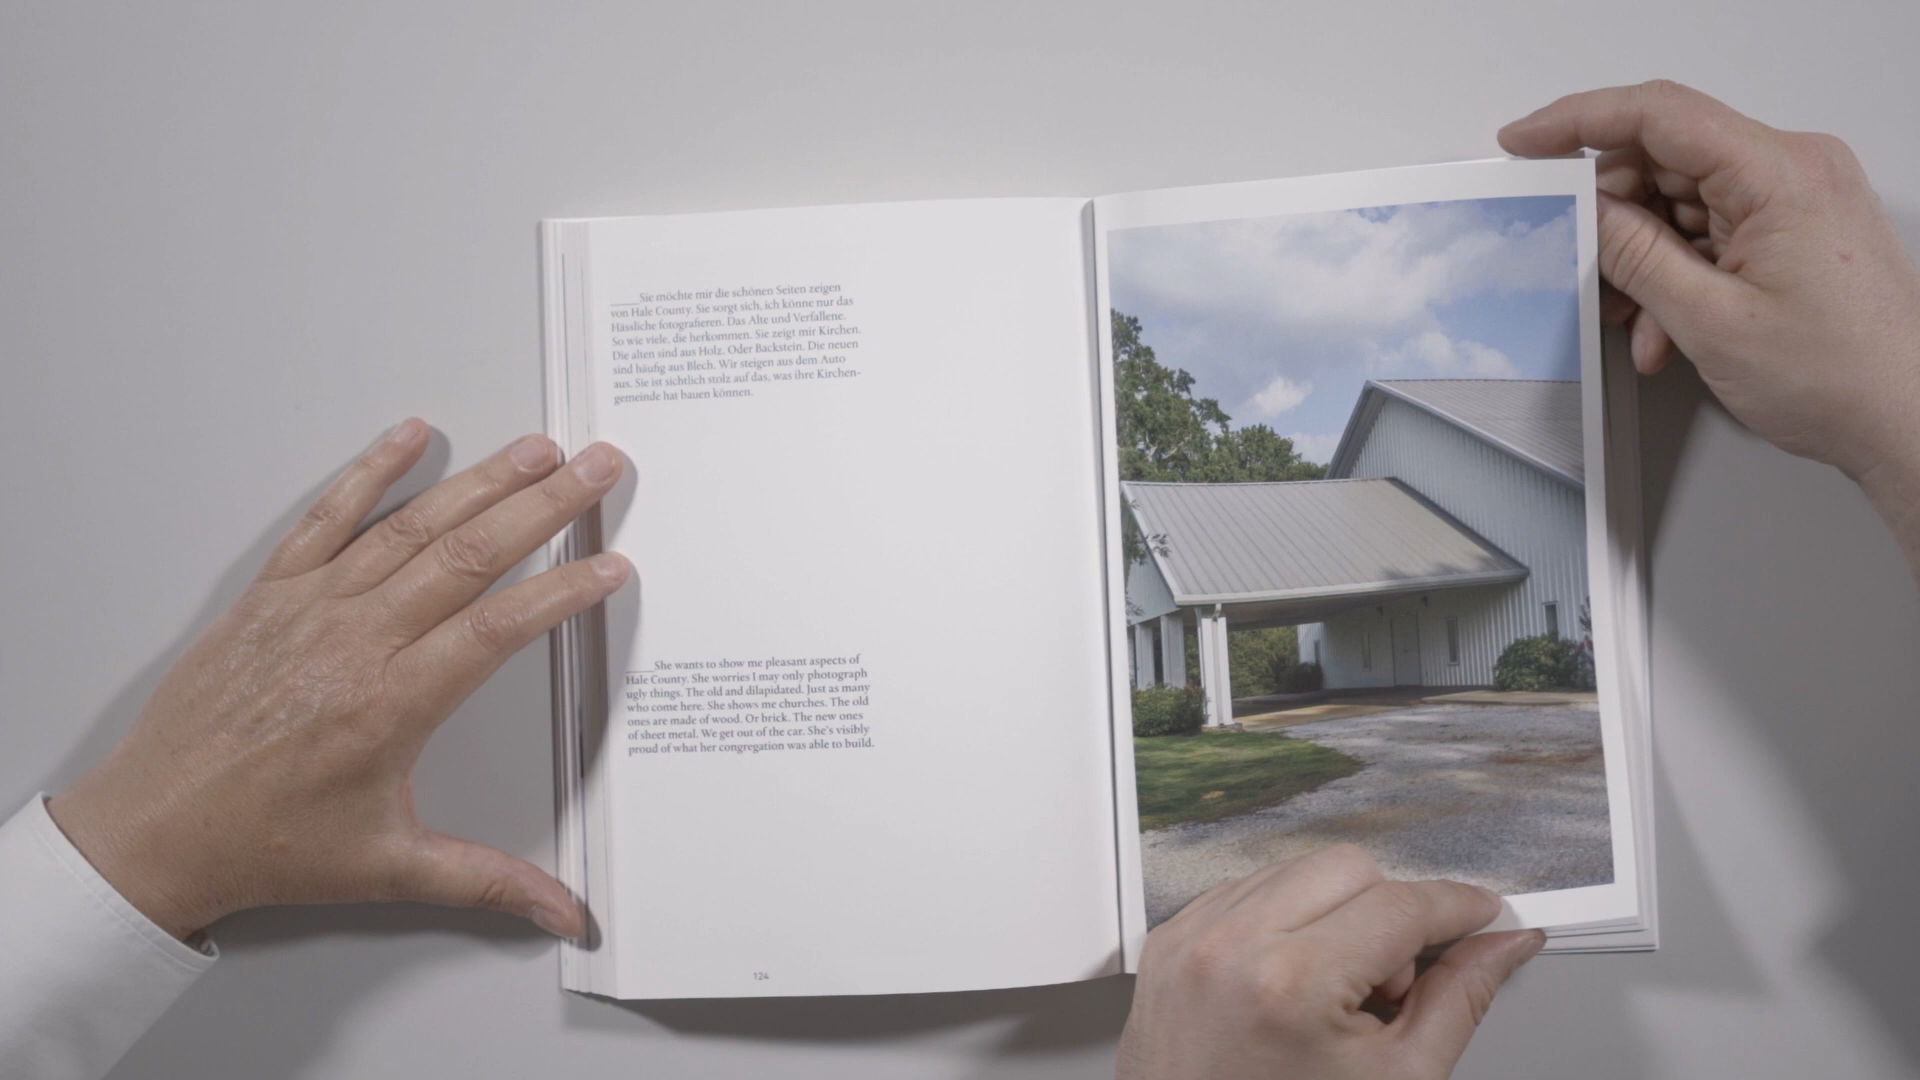 ____Sie möchte mir die schönen Seiten zeigen
von Hale County. Sie sorgt sich, ich könne nur das
Hässliche fotografieren. Das Alte und Verfallene.
So wie viele, die herkommen. Sie zeigt mir Kirchen.
Die alten sind aus Holz. Oder Backstein. Die neuen
sind häufig aus Blech. Wir steigen aus dem Auto
aus. Sie ist sichtlich stolz auf das, was ihre Kirchen-
gemeinde hat bauen können.
____She wants to show me pleasant aspects of
Hale County. She worries I may only photograph
ugly things. The old and dilapidated. Just as many
who come here. She shows me churches. The old
ones are made of wood. Or brick. The new ones
of sheet metal. We get out of the car. She's visibly
proud of what her congregation was able to build.
124